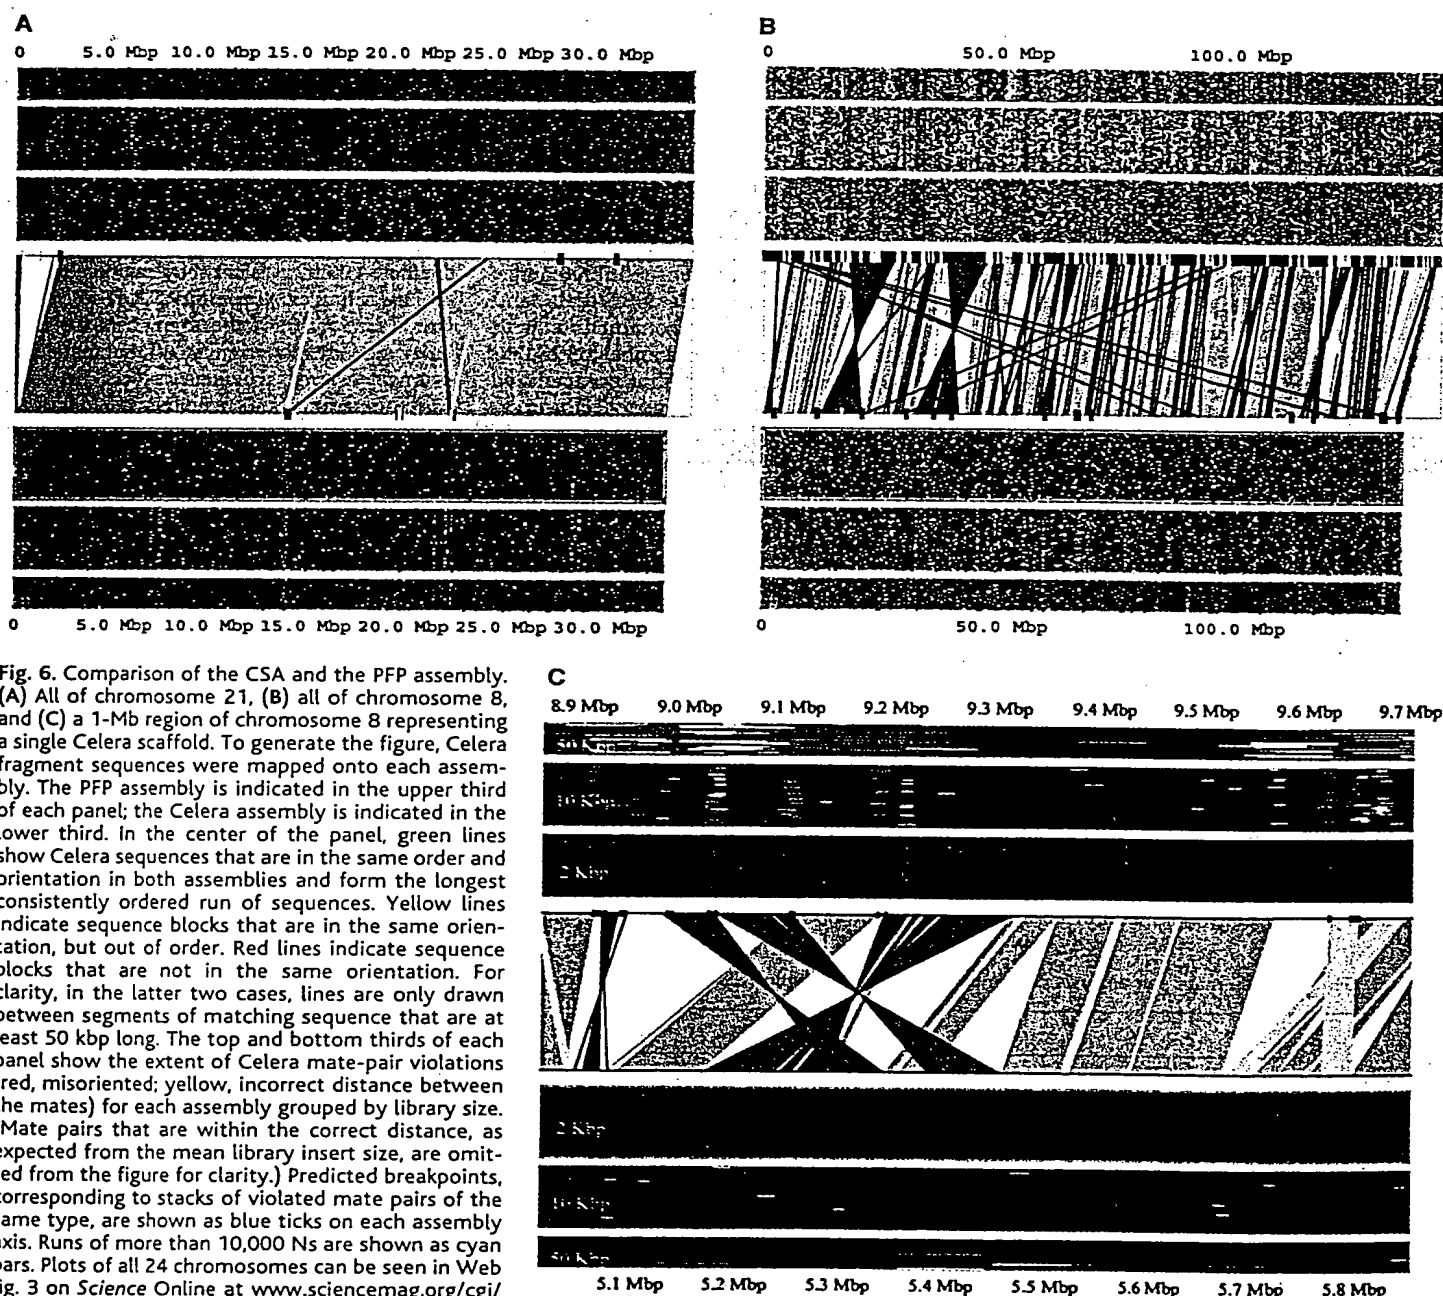 A
0 5.0 Mbp 10.0 Mbp 15.0 Mbp 20.0 Mbp 25.0 Mbp 30.0 Mbp
0 5.0 Mbp 10.0 Mbp 15.0 Mbp 20.0 Mbp 25.0 Mbp 30.0 Mbp
B
0 50.0 Mbp 100.0 Mbp
0 50.0 Mbp 100.0 Mbp
Fig. 6. Comparison of the CSA and the PFP assembly.
(A) All of chromosome 21, (B) all of chromosome 8,
and (C) a 1-Mb region of chromosome 8 representing
a single Celera scaffold. To generate the figure, Celera
fragment sequences were mapped onto each assem-
bly. The PFP assembly is indicated in the upper third
of each panel; the Celera assembly is indicated in the
lower third. In the center of the panel, green lines
show Celera sequences that are in the same order and
orientation in both assemblies and form the longest
consistently ordered run of sequences. Yellow lines
indicate sequence blocks that are in the same orien-
tation, but out of order. Red lines indicate sequence
blocks that are not in the same orientation. For
clarity, in the latter two cases, lines are only drawn
between segments of matching sequence that are at
least 50 kbp long. The top and bottom thirds of each
panel show the extent of Celera mate-pair violations
(red, misoriented; yellow, incorrect distance between
the mates) for each assembly grouped by library size.
(Mate pairs that are within the correct distance, as
expected from the mean library insert size, are omit-
ted from the figure for clarity.) Predicted breakpoints,
corresponding to stacks of violated mate pairs of the
same type, are shown as blue ticks on each assembly
axis. Runs of more than 10,000 Ns are shown as cyan
bars. Plots of all 24 chromosomes can be seen in Web
fig. 3 on Science Online at www.sciencemag.org/cgi/
C
8.9 Mbp 9.0 Mbp 9.1 Mbp 9.2 Mbp 9.3 Mbp 9.4 Mbp 9.5 Mbp 9.6 Mbp 9.7 Mbp
50 Kbp
10 Kbp
2 Kbp
2 Kbp
10 Kbp
50 Kbp
5.1 Mbp 5.2 Mbp 5.3 Mbp 5.4 Mbp 5.5 Mbp 5.6 Mbp 5.7 Mbp 5.8 Mbp